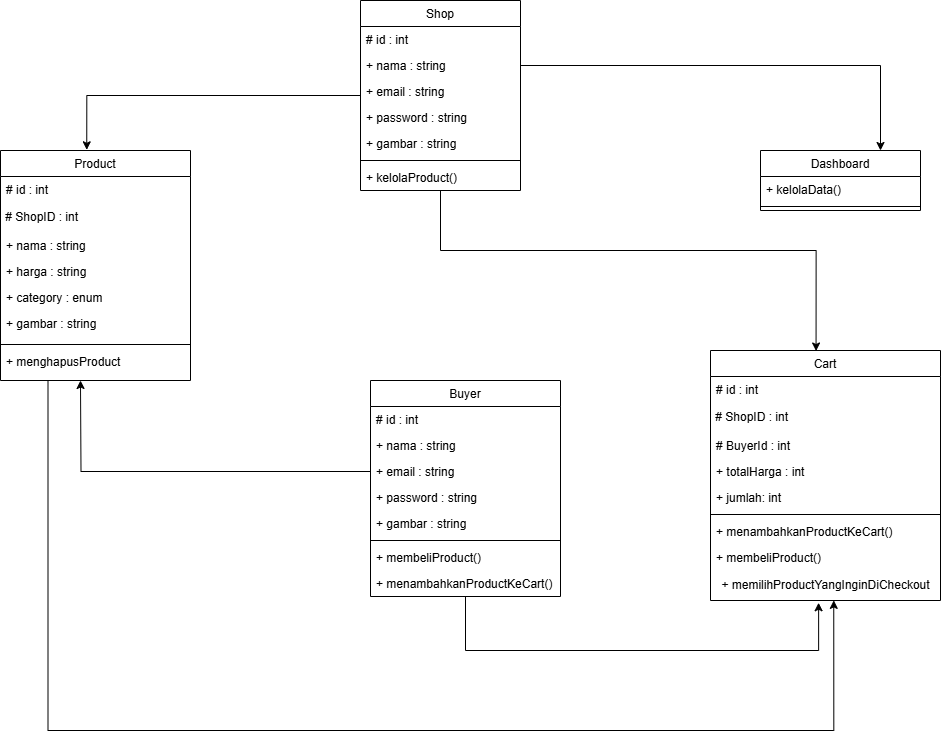 Shop
# id : int
+ nama : string
+ email : string
+ password : string
+ gambar : string
+ kelolaProduct()
Product
# id : int
# ShopID : int
+ nama : string
+ harga : string
+ category : enum
+ gambar : string
+ menghapusProduct
Dashboard
+ kelolaData()
Buyer
# id : int
+ nama : string
+ email : string
+ password : string
+ gambar : string
+ membeliProduct()
+ menambahkanProductKeCart()
Cart
# id : int
# ShopID : int
# BuyerId : int
+ totalHarga : int
+ jumlah: int
+ menambahkanProductKeCart()
+ membeliProduct()
+ memilihProductYangInginDiCheckout